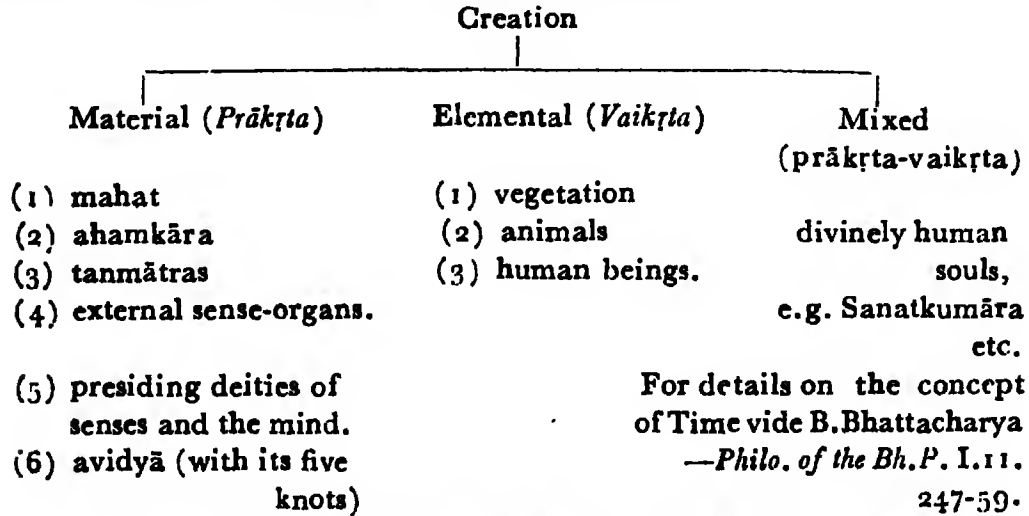 Creation
Material (Prākṛta) Elemental (Vaikṛta) Mixed
(prākṛta-vaikṛta)
(1) mahat (1) vegetation
(2) ahamkāra (2) animals divinely human
(3) tanmātras (3) human beings. souls,
(4) external sense-organs. e.g. Sanatkumāra
etc.
(5) presiding deities of For details on the concept
senses and the mind. of Time vide B.Bhattacharya
(6) avidyā (with its five —Philo. of the Bh.P. I.11.
knots) 247-59.